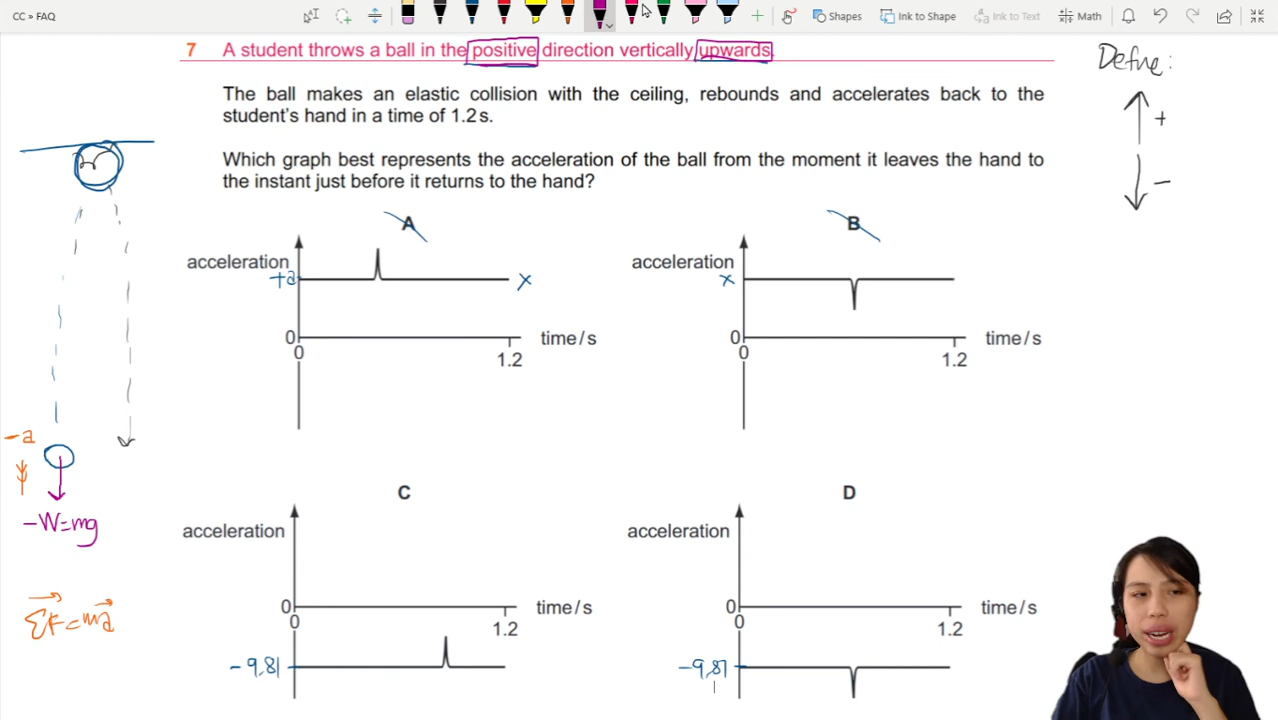 CC » FAQ
Shapes
Ink to Shape
Ink to Text
Math
7 A student throws a ball in the positive direction vertically upwards.
Define:
+
−
The ball makes an elastic collision with the ceiling, rebounds and accelerates back to the
student's hand in a time of 1.2 s.
Which graph best represents the acceleration of the ball from the moment it leaves the hand to
the instant just before it returns to the hand?
A
acceleration
+a
x
0
time / s
0
1.2
B
acceleration
x
0
time / s
0
1.2
−a
−W=mg
ΣF=ma
C
acceleration
0
time / s
0
1.2
−9.81
D
acceleration
0
time / s
0
1.2
−9.81